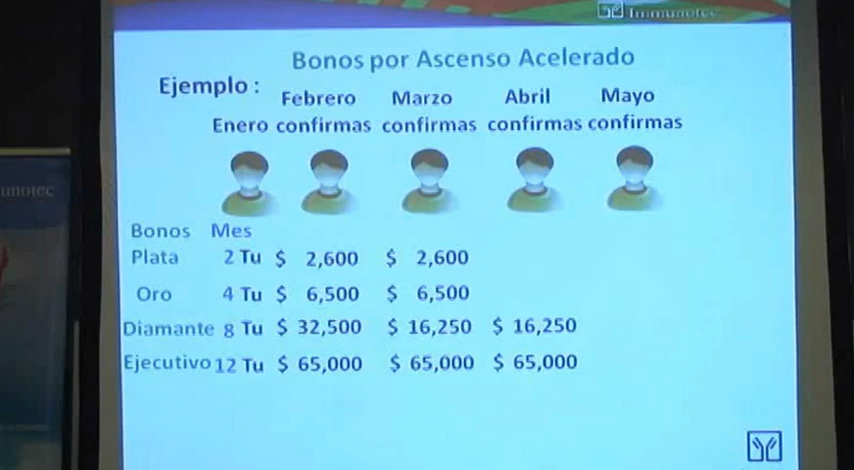 Immunotec
Bonos por Ascenso Acelerado
Ejemplo :
Febrero Marzo Abril Mayo
Enero confirmas confirmas confirmas confirmas
unotec
Bonos Mes
Plata 2 Tu $ 2,600 $ 2,600
Oro 4 Tu $ 6,500 $ 6,500
Diamante 8 Tu $ 32,500 $ 16,250 $ 16,250
Ejecutivo 12 Tu $ 65,000 $ 65,000 $ 65,000